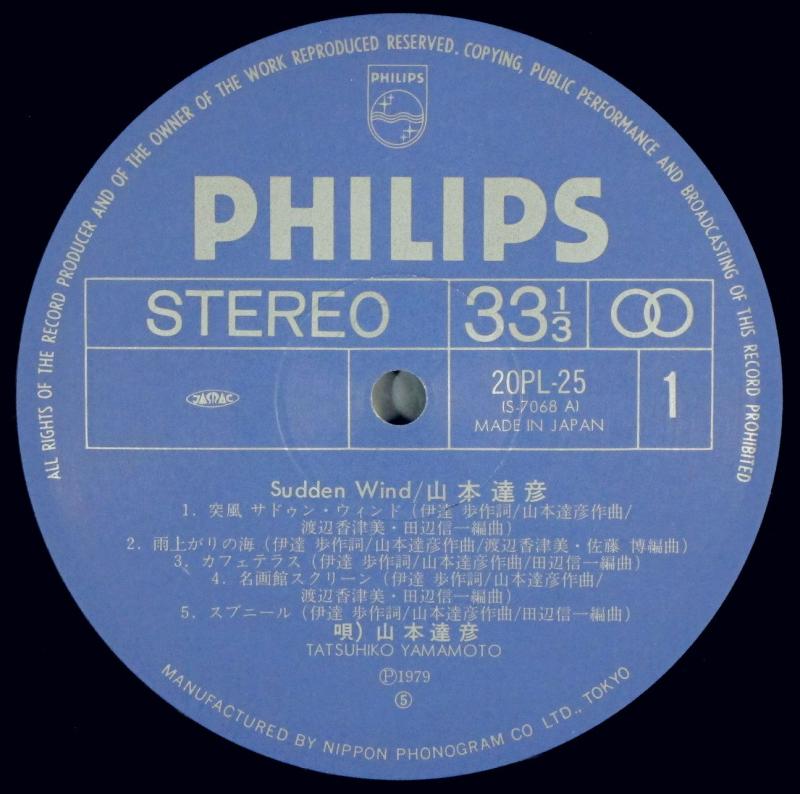 ALL RIGHTS OF THE RECORD PRODUCER AND OF THE OWNER OF THE WORK REPRODUCED RESERVED. COPYING, PUBLIC PERFORMANCE AND BROADCASTING OF THIS RECORD PROHIBITED
PHILIPS
PHILIPS
STEREO
33 1/3
JASRAC
20PL-25
(S-7068 A)
MADE IN JAPAN
1
Sudden Wind/山本達彦
1. 突風 サドゥン・ウィンド (伊達 歩作詞/山本達彦作曲/
渡辺香津美・田辺信一編曲)
2. 雨上がりの海 (伊達 歩作詞/山本達彦作曲/渡辺香津美・佐藤 博編曲)
3. カフェテラス (伊達 歩作詞/山本達彦作曲/田辺信一編曲)
4. 名画館スクリーン (伊達 歩作詞/山本達彦作曲/
渡辺香津美・田辺信一編曲)
5. スブニール (伊達 歩作詞/山本達彦作曲/田辺信一編曲)
唄) 山本達彦
TATSUHIKO YAMAMOTO
Ⓟ1979
⑤
MANUFACTURED BY NIPPON PHONOGRAM CO LTD., TOKYO